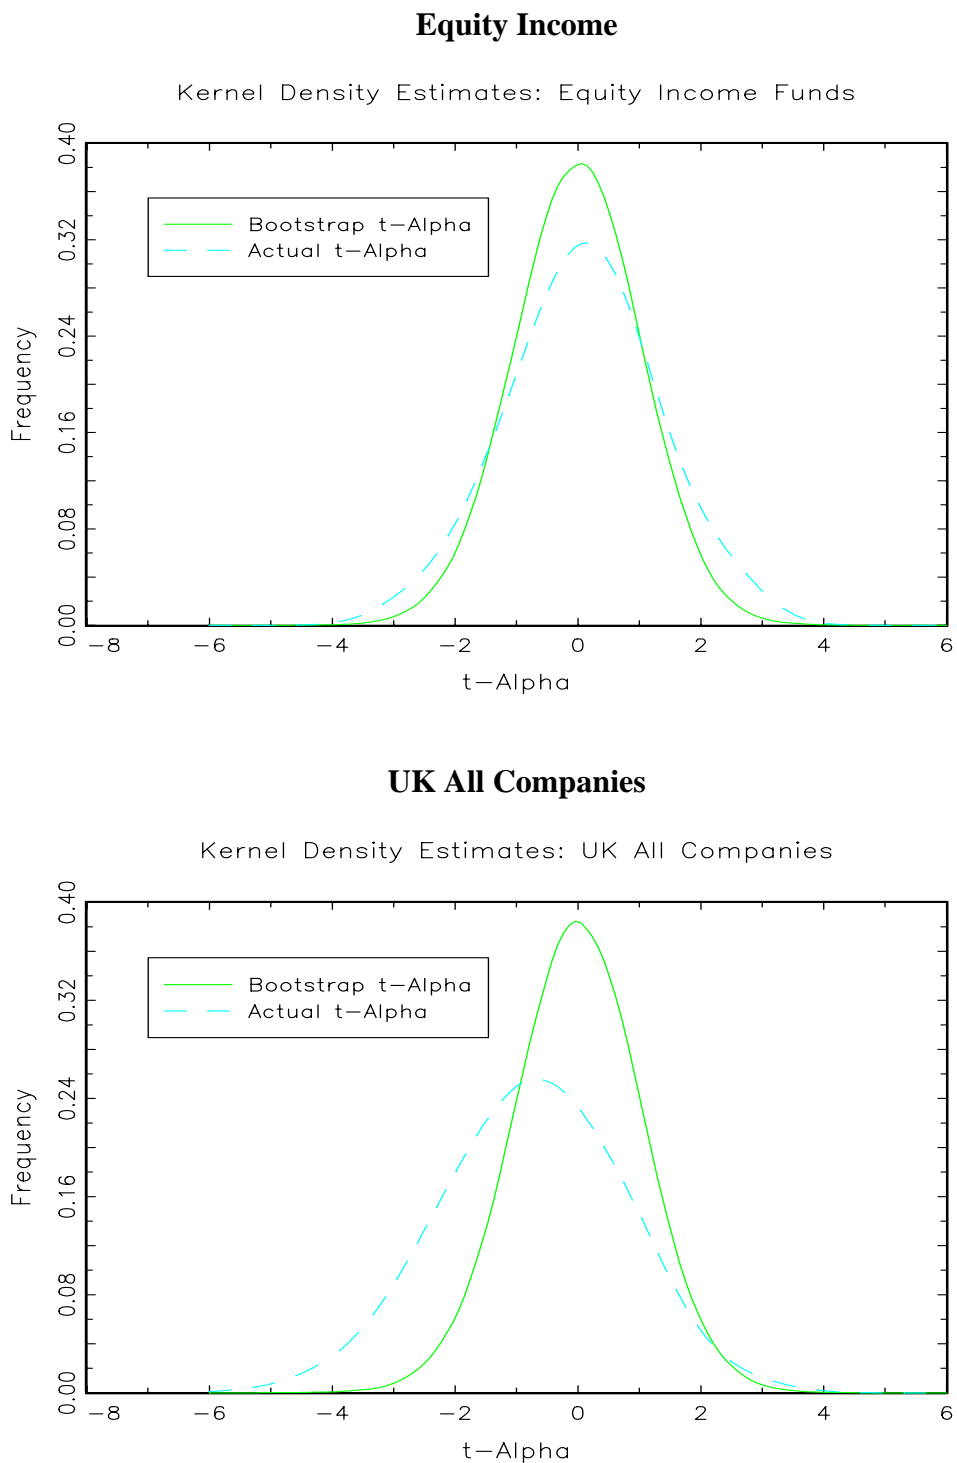 Equity Income
Kernel Density Estimates: Equity Income Funds
0.40
0.32
0.24
0.16
0.08
0.00
Frequency
Bootstrap t-Alpha
Actual t-Alpha
-8 -6 -4 -2 0 2 4 6
t-Alpha
UK All Companies
Kernel Density Estimates: UK All Companies
0.40
0.32
0.24
0.16
0.08
0.00
Frequency
Bootstrap t-Alpha
Actual t-Alpha
-8 -6 -4 -2 0 2 4 6
t-Alpha